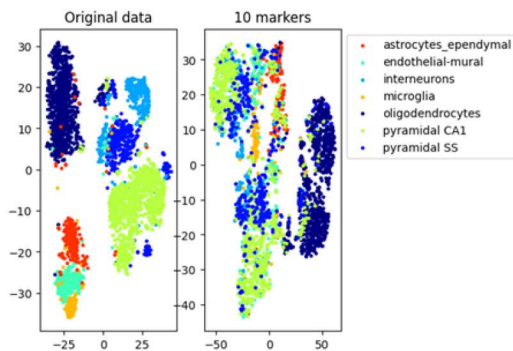 Original data
10 markers
30
20
10
0
−10
−20
−30
−25
0
25
30
20
10
0
−10
−20
−30
−40
−50
0
50
astrocytes_ependymal
endothelial-mural
interneurons
microglia
oligodendrocytes
pyramidal CA1
pyramidal SS